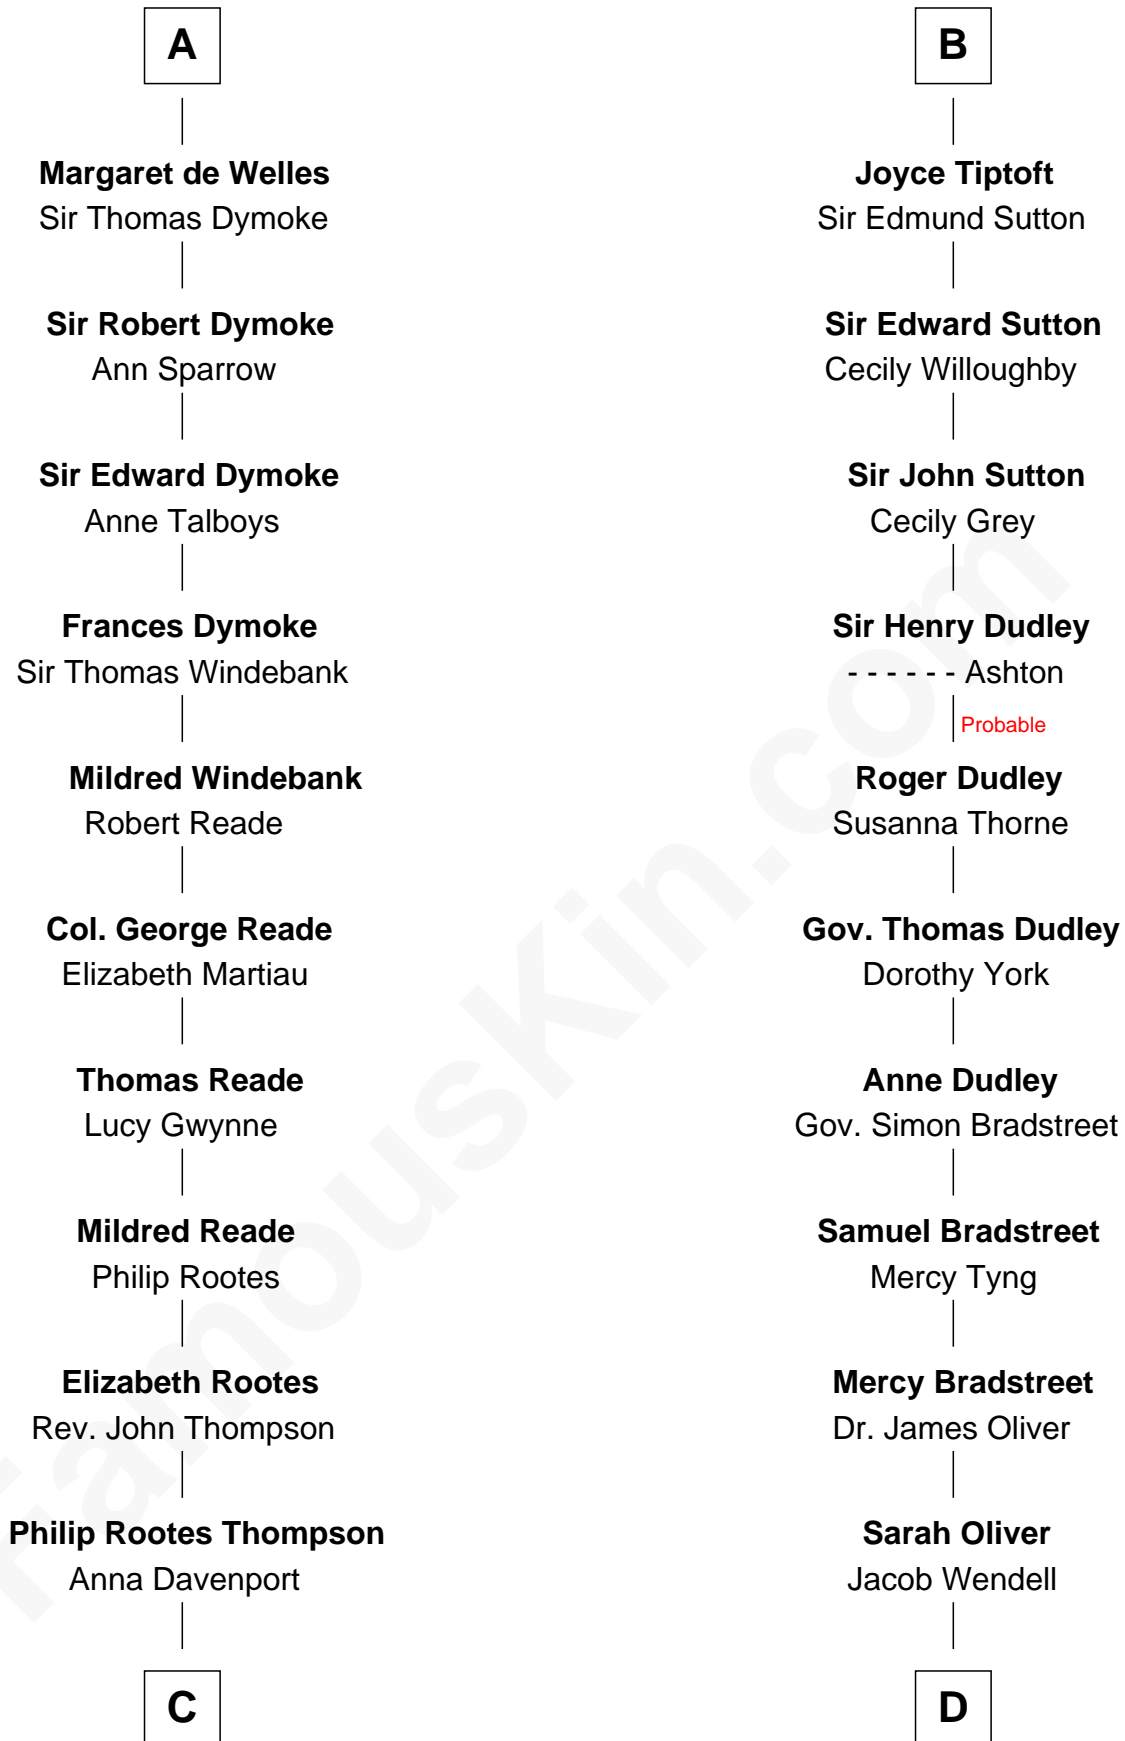 A
Margaret de Welles
Sir Thomas Dymoke
Sir Robert Dymoke
Ann Sparrow
Sir Edward Dymoke
Anne Talboys
Frances Dymoke
Sir Thomas Windebank
Mildred Windebank
Robert Reade
Col. George Reade
Elizabeth Martiau
Thomas Reade
Lucy Gwynne
Mildred Reade
Philip Rootes
Elizabeth Rootes
Rev. John Thompson
Philip Rootes Thompson
Anna Davenport
C
B
Joyce Tiptoft
Sir Edmund Sutton
Sir Edward Sutton
Cecily Willoughby
Sir John Sutton
Cecily Grey
Sir Henry Dudley
- - - - - - Ashton
Probable
Roger Dudley
Susanna Thorne
Gov. Thomas Dudley
Dorothy York
Anne Dudley
Gov. Simon Bradstreet
Samuel Bradstreet
Mercy Tyng
Mercy Bradstreet
Dr. James Oliver
Sarah Oliver
Jacob Wendell
D
FamousKin.com